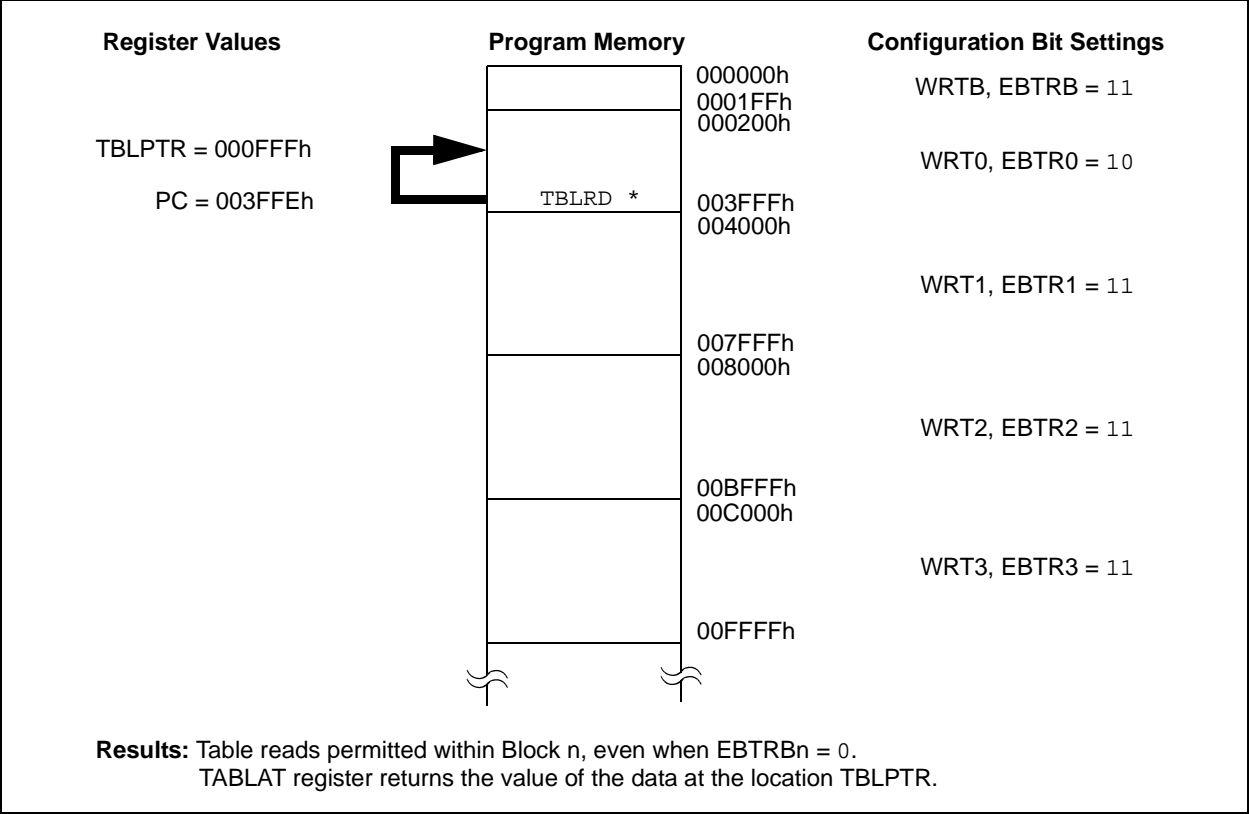 Register Values Program Memory Configuration Bit Settings
000000h
WRTB, EBTRB = 11
0001FFh
000200h
TBLPTR = 000FFFh
WRT0, EBTR0 = 10
PC = 003FFEh TBLRD * 003FFFh
004000h
WRT1, EBTR1 = 11
007FFFh
008000h
WRT2, EBTR2 = 11
00BFFFh
00C000h
WRT3, EBTR3 = 11
00FFFFh
Results: Table reads permitted within Block n, even when EBTRBn = 0.
TABLAT register returns the value of the data at the location TBLPTR.